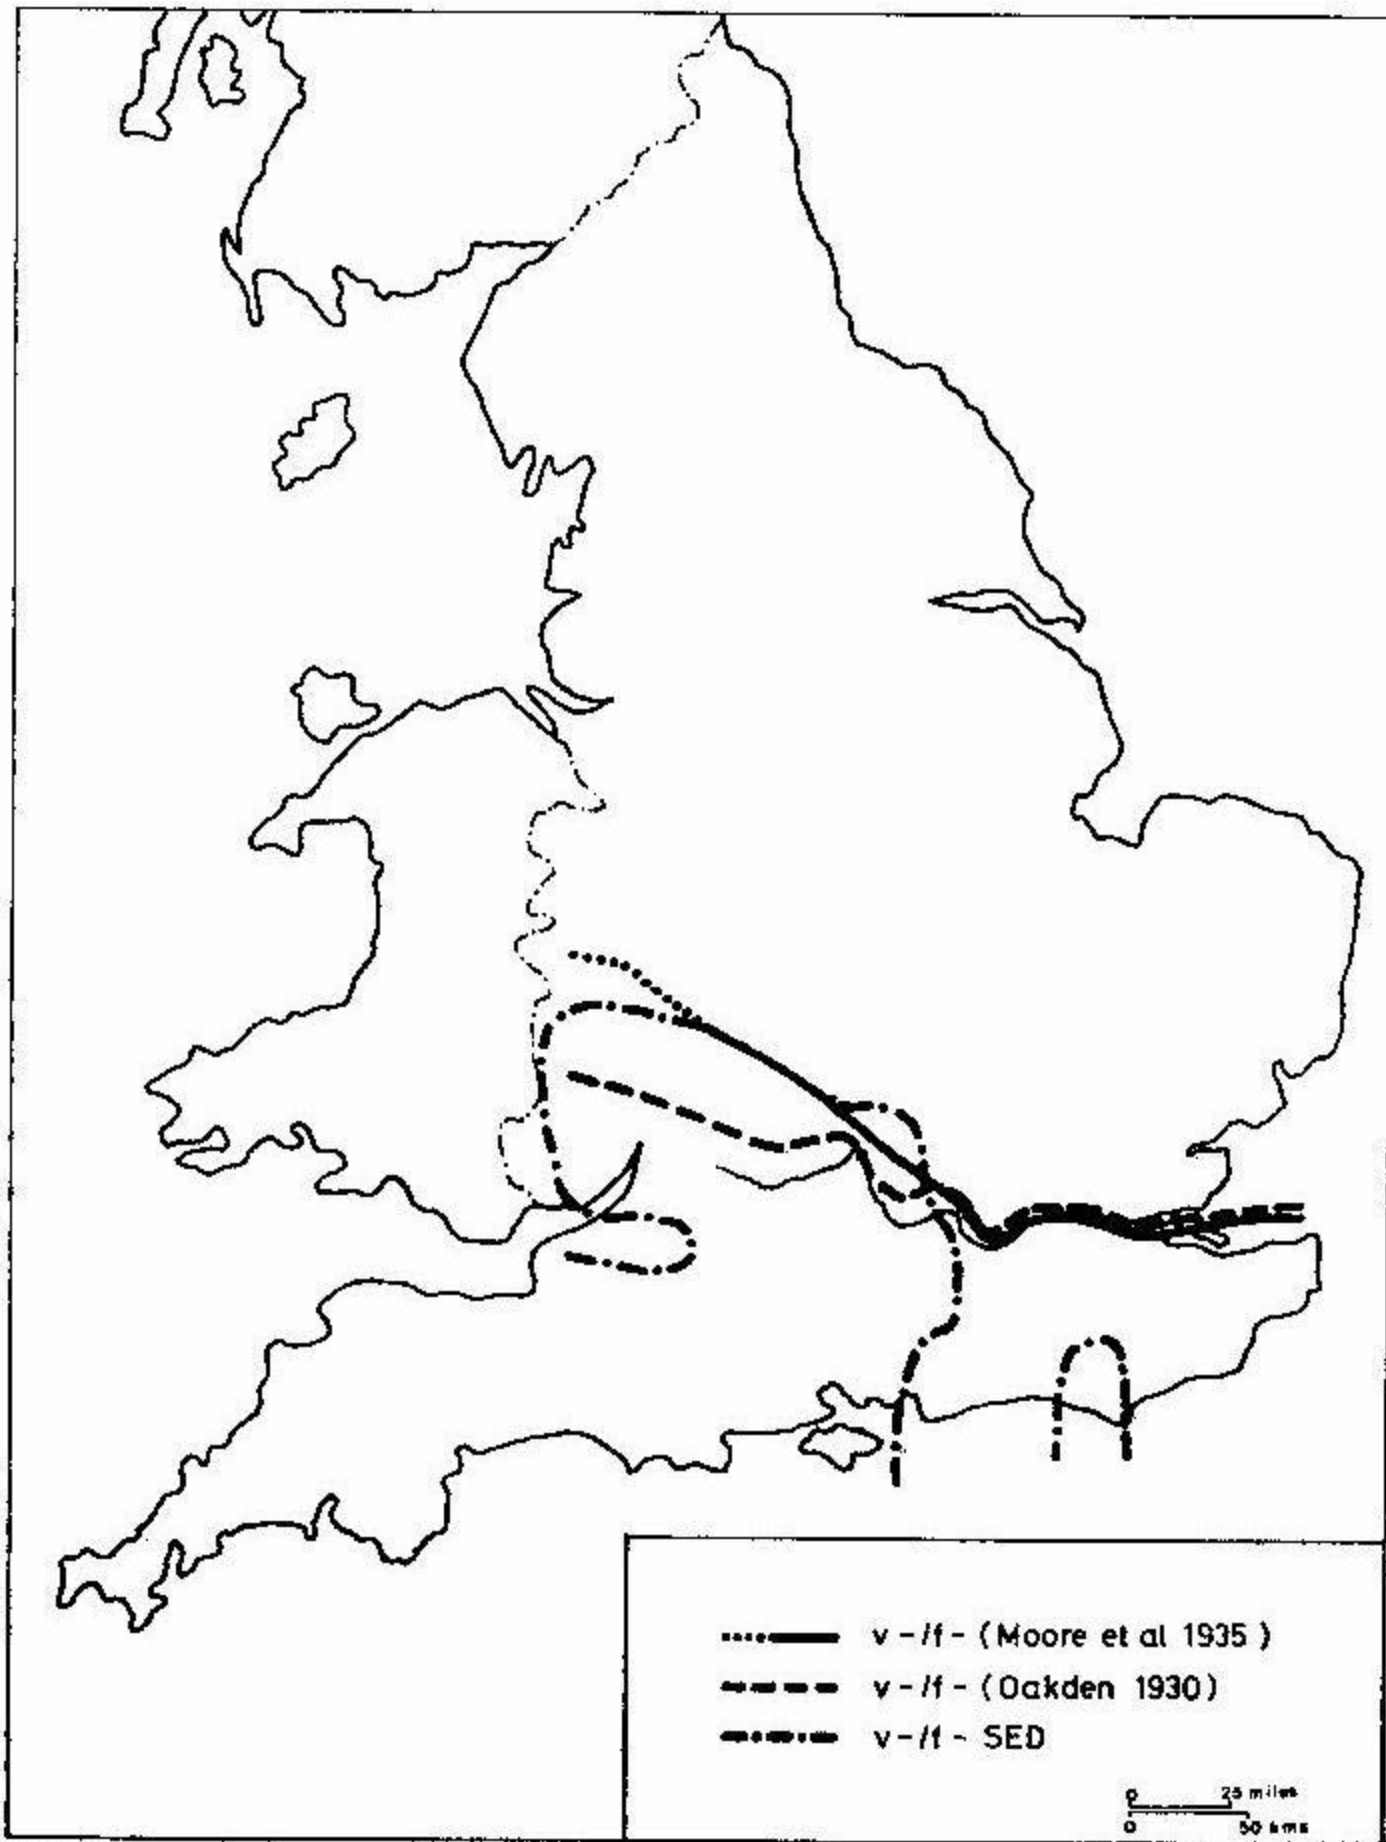 v-/f- (Moore et al 1935)
v-/f- (Oakden 1930)
v-/f- SED
0 25 miles
0 50 kms